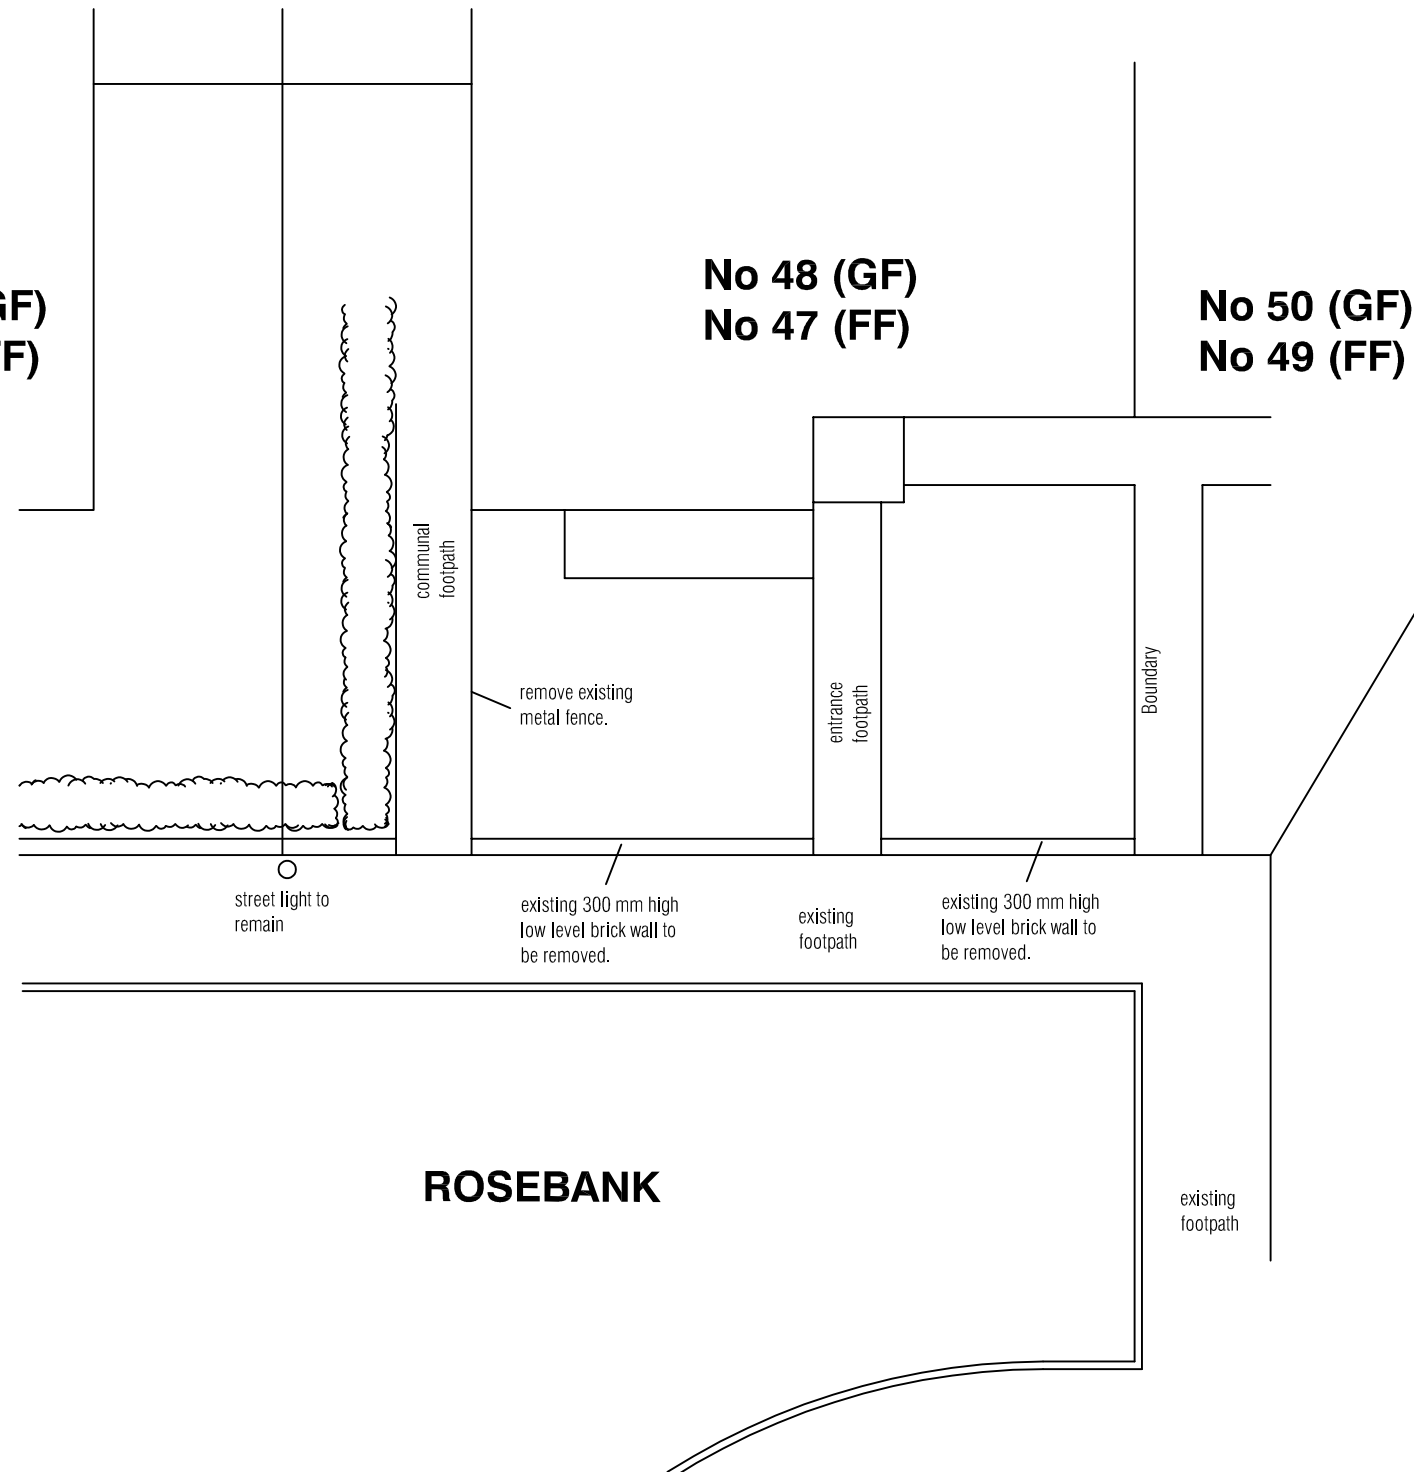 No 48 (GF)
No 47 (FF)
GF)
FF)
No 50 (GF)
No 49 (FF)
communal
footpath
remove existing
metal fence.
entrance
footpath
Boundary
street light to
remain
existing 300 mm high
low level brick wall to
be removed.
existing
footpath
existing 300 mm high
low level brick wall to
be removed.
ROSEBANK
existing
footpath